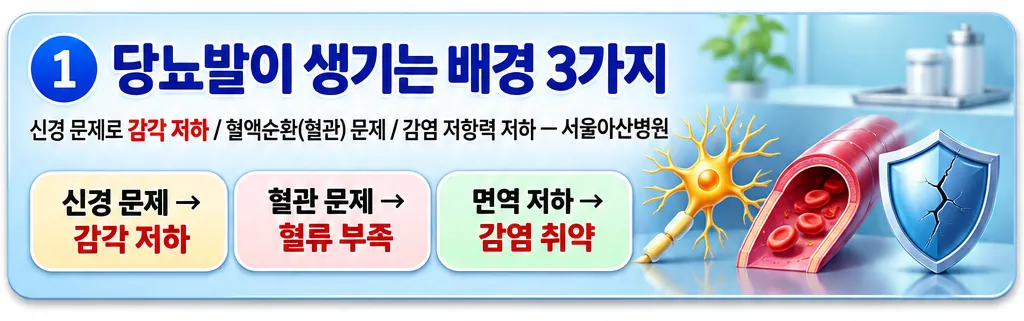 1 당뇨발이 생기는 배경 3가지
신경 문제로 감각 저하 / 혈액순환(혈관) 문제 / 감염 저항력 저하 – 서울아산병원
신경 문제 →
감각 저하
혈관 문제 →
혈류 부족
면역 저하 →
감염 취약